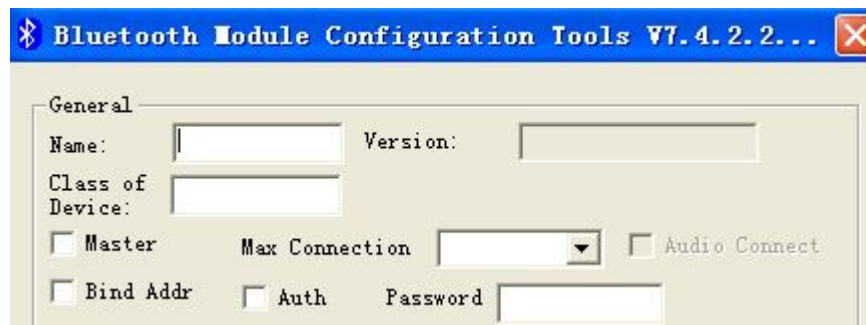 Bluetooth Module Configuration Tools V7.4.2.2...
General
Name: Version:
Class of
Device:
Master Max Connection Audio Connect
Bind Addr Auth Password